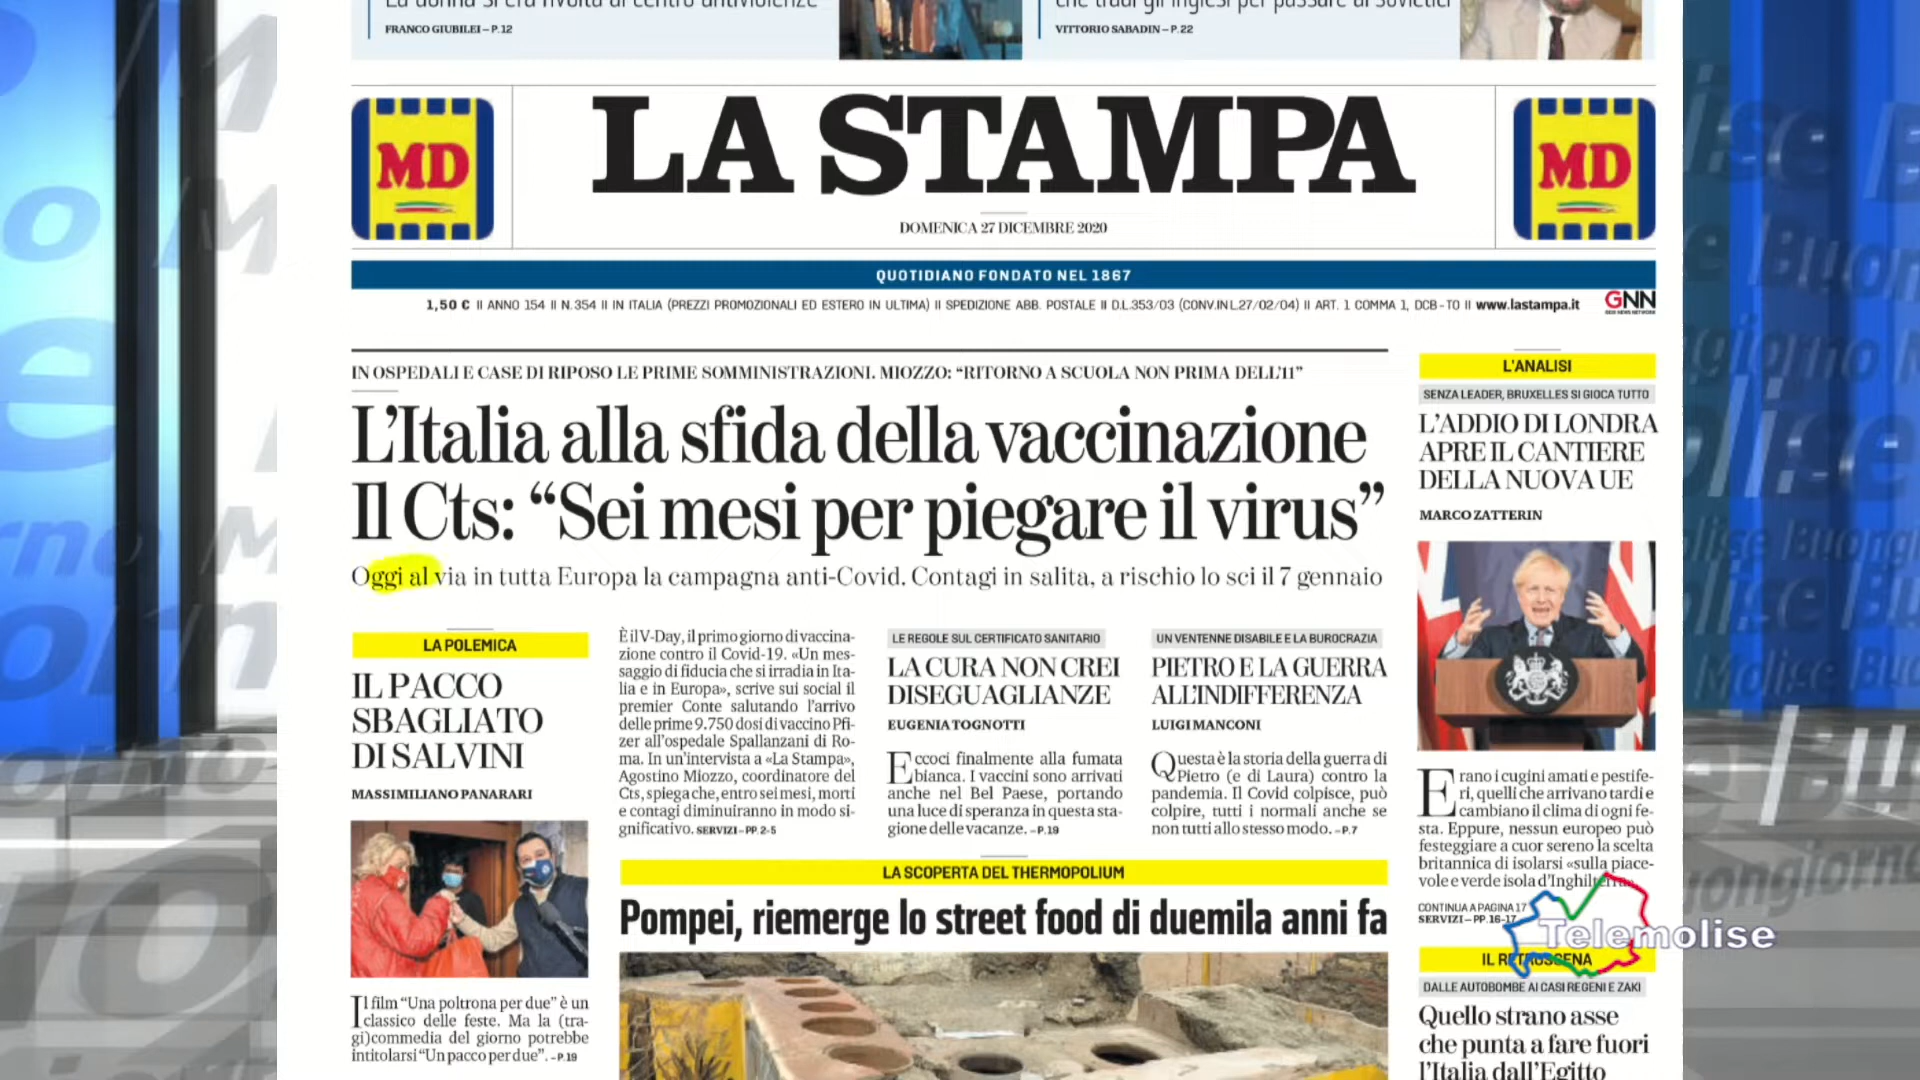 La donna si era rivolta al centro antiviolenze
FRANCO GIUBILEI – P. 12
che tradì gli inglesi per passare ai sovietici
VITTORIO SABADIN – P. 22
MD
LA STAMPA
MD
DOMENICA 27 DICEMBRE 2020
QUOTIDIANO FONDATO NEL 1867
1,50 € II ANNO 154 II N. 354 II IN ITALIA (PREZZI PROMOZIONALI ED ESTERO IN ULTIMA) II SPEDIZIONE ABB. POSTALE II D.L.353/03 (CONV.IN L.27/02/04) II ART. 1 COMMA 1, DCB - TO II www.lastampa.it
GNN
IN OSPEDALI E CASE DI RIPOSO LE PRIME SOMMINISTRAZIONI. MIOZZO: “RITORNO A SCUOLA NON PRIMA DELL'11”
L'Italia alla sfida della vaccinazione
Il Cts: “Sei mesi per piegare il virus”
Oggi al via in tutta Europa la campagna anti-Covid. Contagi in salita, a rischio lo sci il 7 gennaio
LA POLEMICA
IL PACCO
SBAGLIATO
DI SALVINI
MASSIMILIANO PANARARI
Il film “Una poltrona per due” è un
classico delle feste. Ma la (tra-
gi)commedia del giorno potrebbe
intitolarsi “Un pacco per due”. – P. 19
È il V-Day, il primo giorno di vaccina-
zione contro il Covid-19. «Un mes-
saggio di fiducia che si irradia in Ita-
lia e in Europa», scrive sui social il
premier Conte salutando l'arrivo
delle prime 9.750 dosi di vaccino Pfi-
zer all'ospedale Spallanzani di Ro-
ma. In un'intervista a «La Stampa»,
Agostino Miozzo, coordinatore del
Cts, spiega che, entro sei mesi, morti
e contagi diminuiranno in modo si-
gnificativo. SERVIZI – PP. 2-5
LE REGOLE SUL CERTIFICATO SANITARIO
LA CURA NON CREI
DISEGUAGLIANZE
EUGENIA TOGNOTTI
Eccoci finalmente alla fumata
bianca. I vaccini sono arrivati
anche nel Bel Paese, portando
una luce di speranza in questa sta-
gione delle vacanze. – P. 19
UN VENTENNE DISABILE E LA BUROCRAZIA
PIETRO E LA GUERRA
ALL'INDIFFERENZA
LUIGI MANCONI
Questa è la storia della guerra di
Pietro (e di Laura) contro la
pandemia. Il Covid colpisce, può
colpire, tutti i normali anche se
non tutti allo stesso modo. – P. 7
LA SCOPERTA DEL THERMOPOLIUM
Pompei, riemerge lo street food di duemila anni fa
L'ANALISI
SENZA LEADER, BRUXELLES SI GIOCA TUTTO
L'ADDIO DI LONDRA
APRE IL CANTIERE
DELLA NUOVA UE
MARCO ZATTERIN
Erano i cugini amati e pestife-
ri, quelli che arrivano tardi e
cambiano il clima di ogni fe-
sta. Eppure, nessun europeo può
festeggiare a cuor sereno la scelta
britannica di isolarsi «sulla piace-
vole e verde isola d'Inghilterra».
CONTINUA A PAGINA 17
SERVIZI – PP. 16-17
Telemolise
IL RETROSCENA
DALLE AUTOBOMBE AI CASI REGENI E ZAKI
Quello strano asse
che punta a fare fuori
l'Italia dall'Egitto